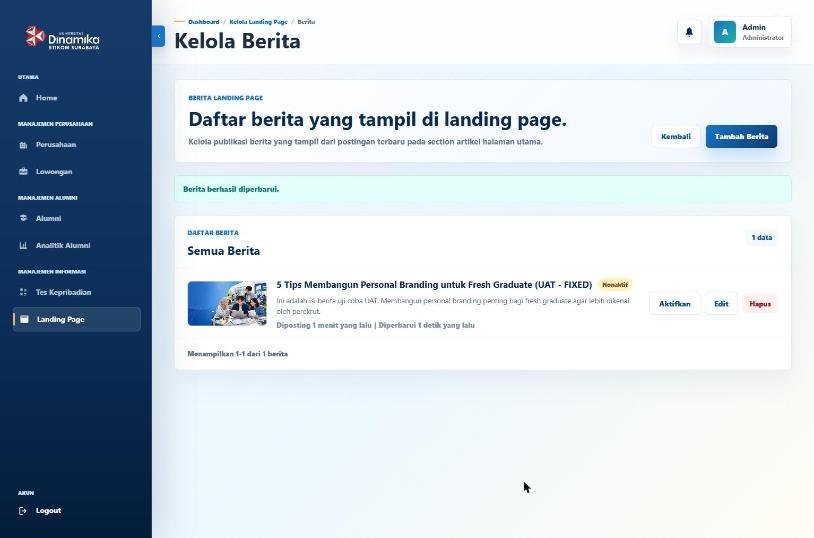 UNIVERSITAS
Dinamika
STIKOM SURABAYA
UTAMA
Home
MANAJEMEN PERUSAHAAN
Perusahaan
Lowongan
MANAJEMEN ALUMNI
Alumni
Analitik Alumni
MANAJEMEN INFORMASI
Tes Kepribadian
Landing Page
AKUN
Logout
Dashboard / Kelola Landing Page / Berita
Kelola Berita
A
Admin
Administrator
BERITA LANDING PAGE
Daftar berita yang tampil di landing page.
Kelola publikasi berita yang tampil dari postingan terbaru pada section artikel halaman utama.
Kembali
Tambah Berita
Berita berhasil diperbarui.
DAFTAR BERITA
Semua Berita
1 data
5 Tips Membangun Personal Branding untuk Fresh Graduate (UAT - FIXED) Nonaktif
Ini adalah isi berita uji coba UAT. Membangun personal branding penting bagi fresh graduate agar lebih dikenal
oleh perekrut.
Diposting 1 menit yang lalu | Diperbarui 1 detik yang lalu
Aktifkan
Edit
Hapus
Menampilkan 1-1 dari 1 berita